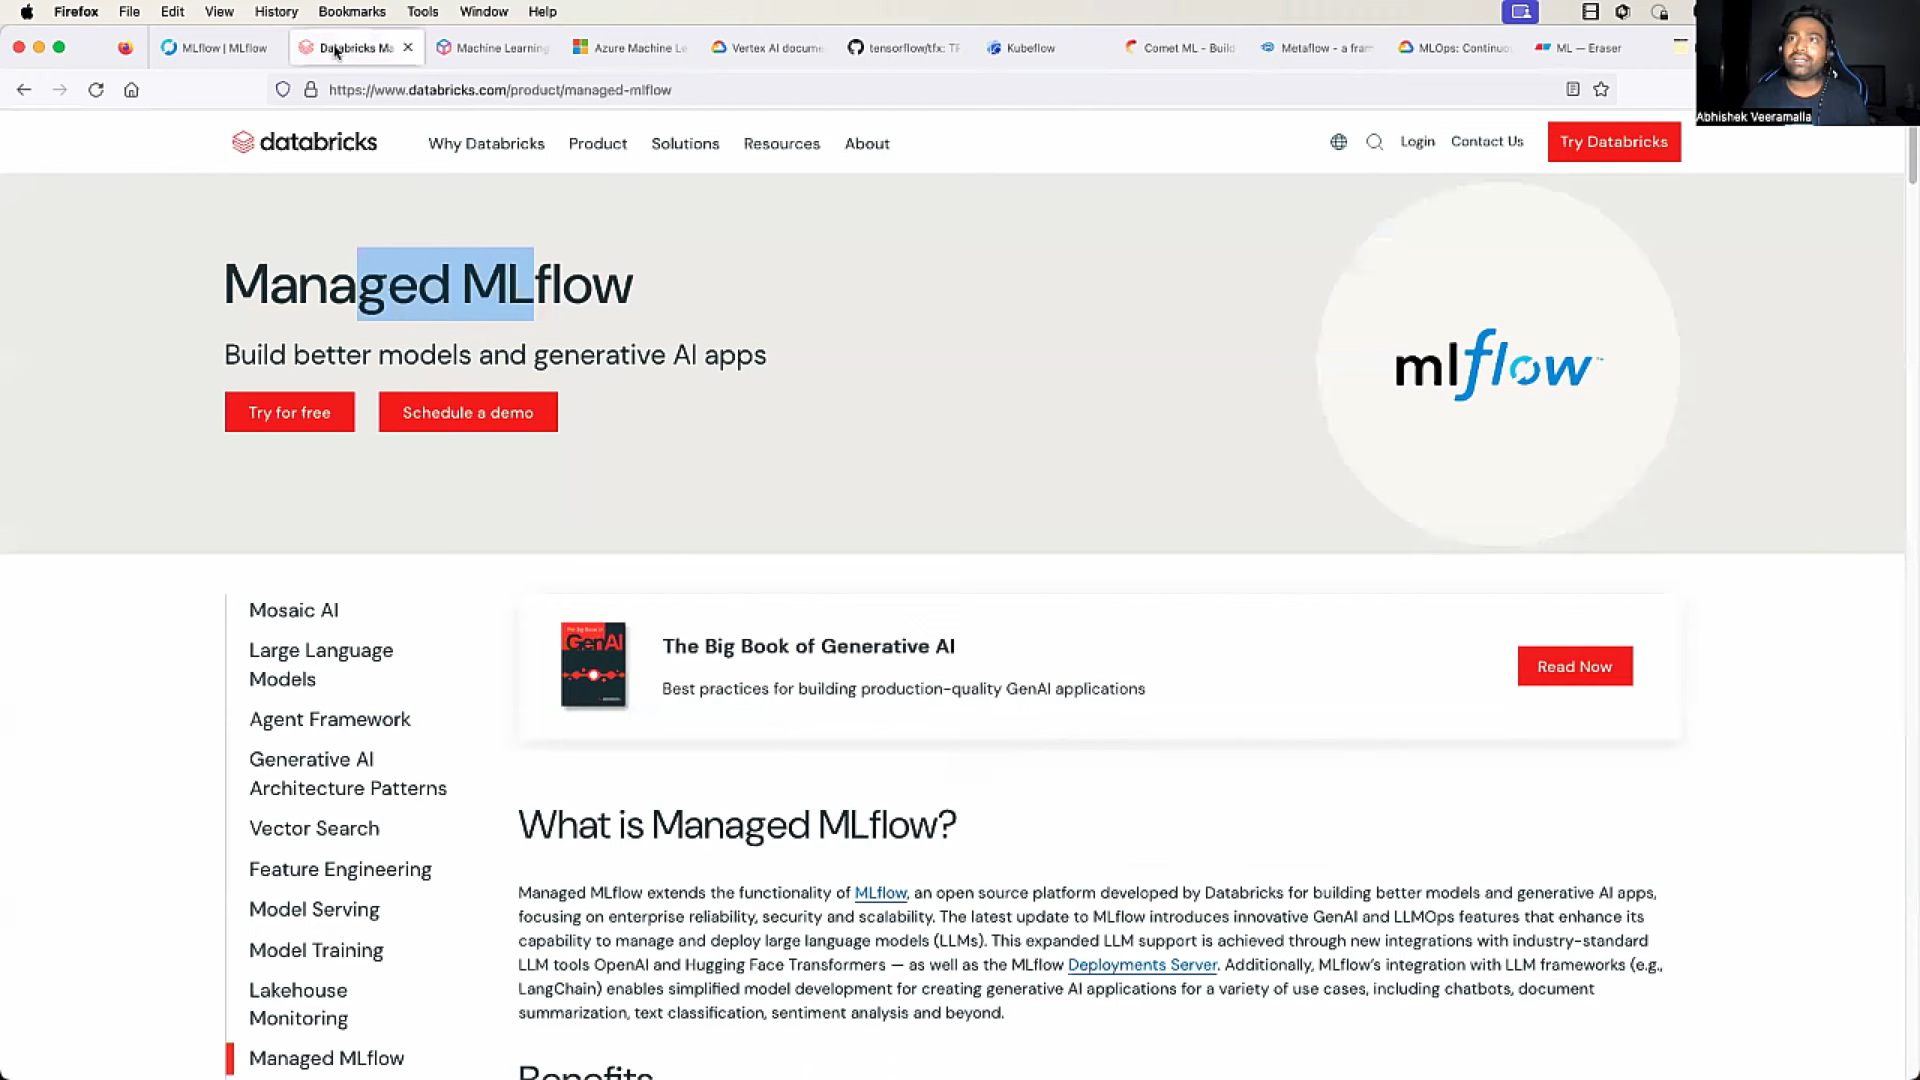 Firefox File Edit View History Bookmarks Tools Window Help
MLflow | MLflow Databricks Ma Machine Learning Azure Machine Le Vertex AI docume tensorflow/tfx: TF Kubeflow Comet ML - Build Metaflow - a fram MLOps: Continuo ML — Eraser
https://www.databricks.com/product/managed-mlflow
Abhishek Veeramalla
databricks Why Databricks Product Solutions Resources About Login Contact Us Try Databricks
Managed MLflow
Build better models and generative AI apps
Try for free Schedule a demo
mlflow™
Mosaic AI
Large Language
Models
Agent Framework
Generative AI
Architecture Patterns
Vector Search
Feature Engineering
Model Serving
Model Training
Lakehouse
Monitoring
Managed MLflow
GenAI
The Big Book of Generative AI
Best practices for building production-quality GenAI applications
Read Now
What is Managed MLflow?
Managed MLflow extends the functionality of MLflow, an open source platform developed by Databricks for building better models and generative AI apps,
focusing on enterprise reliability, security and scalability. The latest update to MLflow introduces innovative GenAI and LLMOps features that enhance its
capability to manage and deploy large language models (LLMs). This expanded LLM support is achieved through new integrations with industry-standard
LLM tools OpenAI and Hugging Face Transformers — as well as the MLflow Deployments Server. Additionally, MLflow's integration with LLM frameworks (e.g.,
LangChain) enables simplified model development for creating generative AI applications for a variety of use cases, including chatbots, document
summarization, text classification, sentiment analysis and beyond.
Benefits